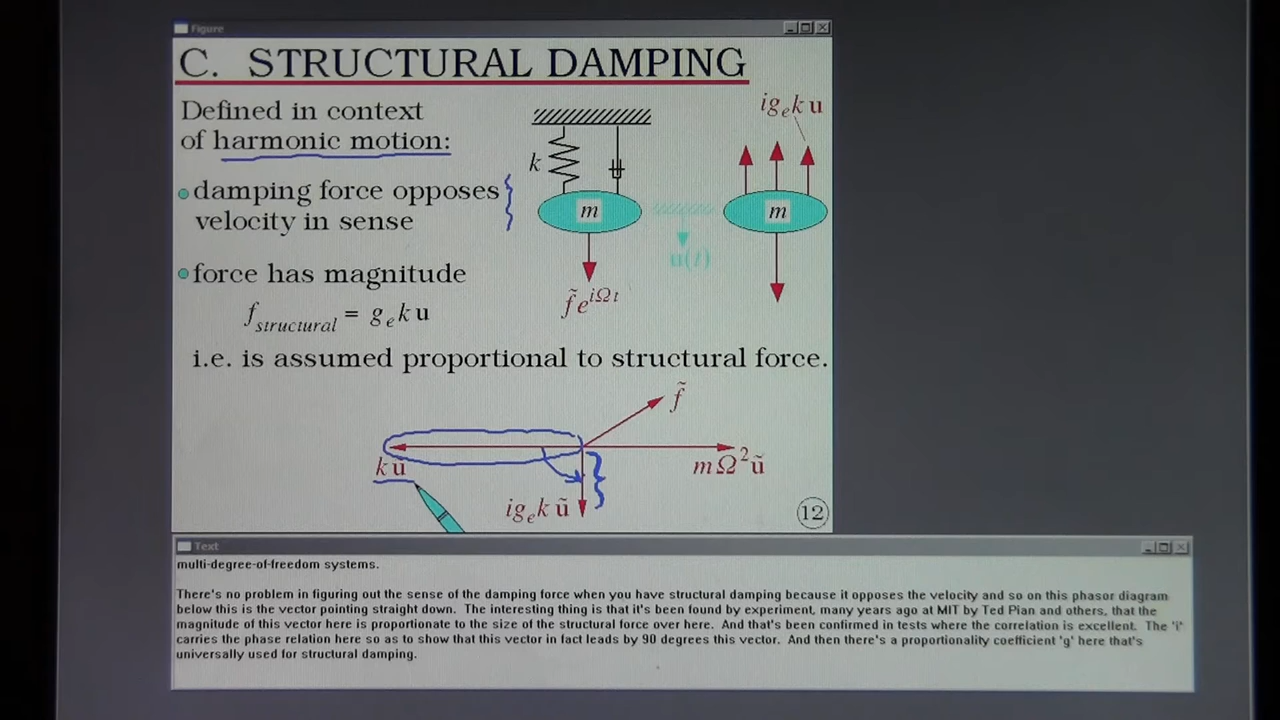 Figure
C. STRUCTURAL DAMPING
Defined in context
of harmonic motion:
damping force opposes
velocity in sense
force has magnitude
f_structural = g_e k u
i.e. is assumed proportional to structural force.
k
m
f̃ e^{iΩt}
u(t)
i g_e k u
m
f̃
k ũ
mΩ²ũ
i g_e k ũ
12
Text
multi-degree-of-freedom systems.
There's no problem in figuring out the sense of the damping force when you have structural damping because it opposes the velocity and so on this phasor diagram
below this is the vector pointing straight down. The interesting thing is that it's been found by experiment, many years ago at MIT by Ted Pian and others, that the
magnitude of this vector here is proportionate to the size of the structural force over here. And that's been confirmed in tests where the correlation is excellent. The 'i'
carries the phase relation here so as to show that this vector in fact leads by 90 degrees this vector. And then there's a proportionality coefficient 'g' here that's
universally used for structural damping.